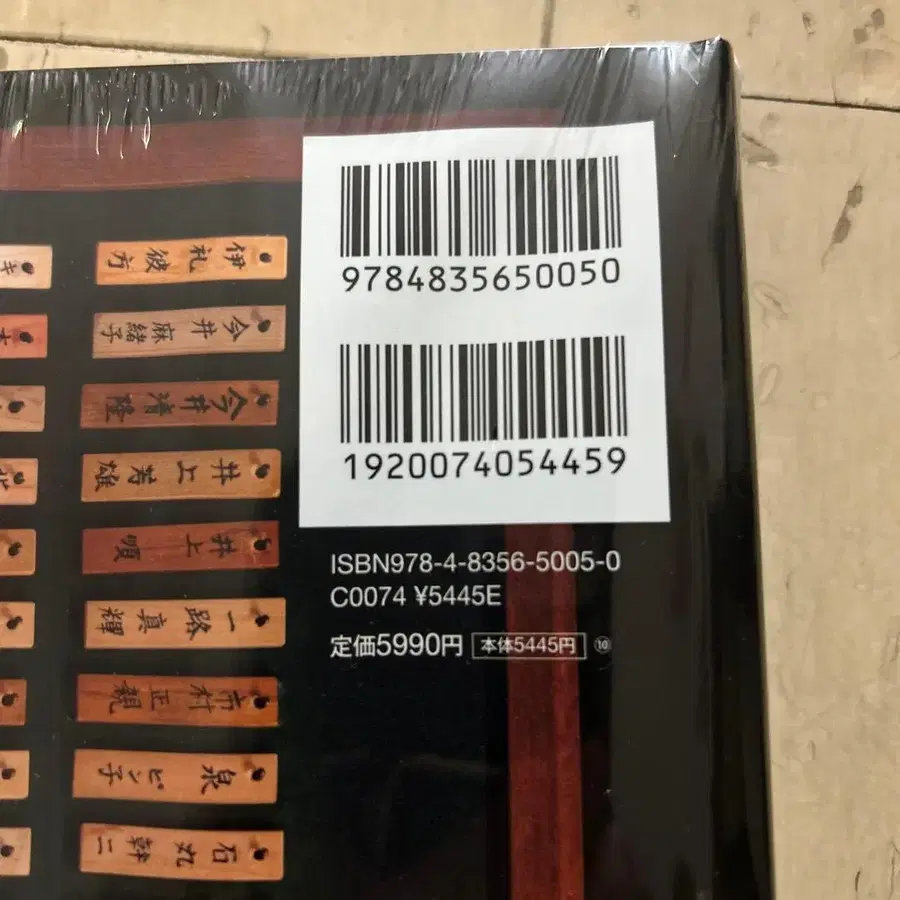 9784835650050
1920074054459
ISBN978-4-8356-5005-0
C0074 ¥5445E
定価5990円 本体5445円 ⑩
伊礼彼方
今井麻緒子
今井清隆
井上芳雄
井上順
一路真輝
市村正親
泉ピン子
石丸幹二